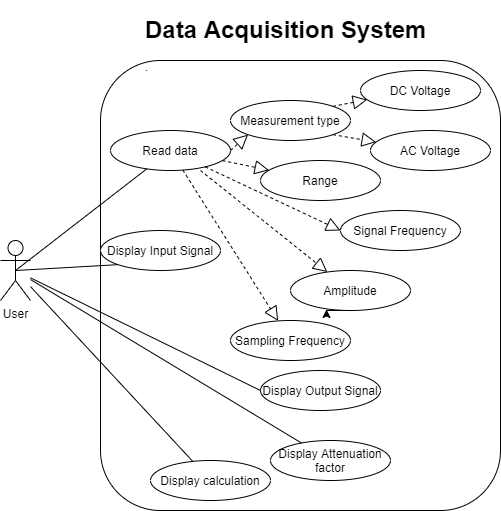 Data Acquisition System
DC Voltage
Measurement type
Read data
AC Voltage
Range
Signal Frequency
Display Input Signal
Amplitude
User
Sampling Frequency
Display Output Signal
Display Attenuation
factor
Display calculation